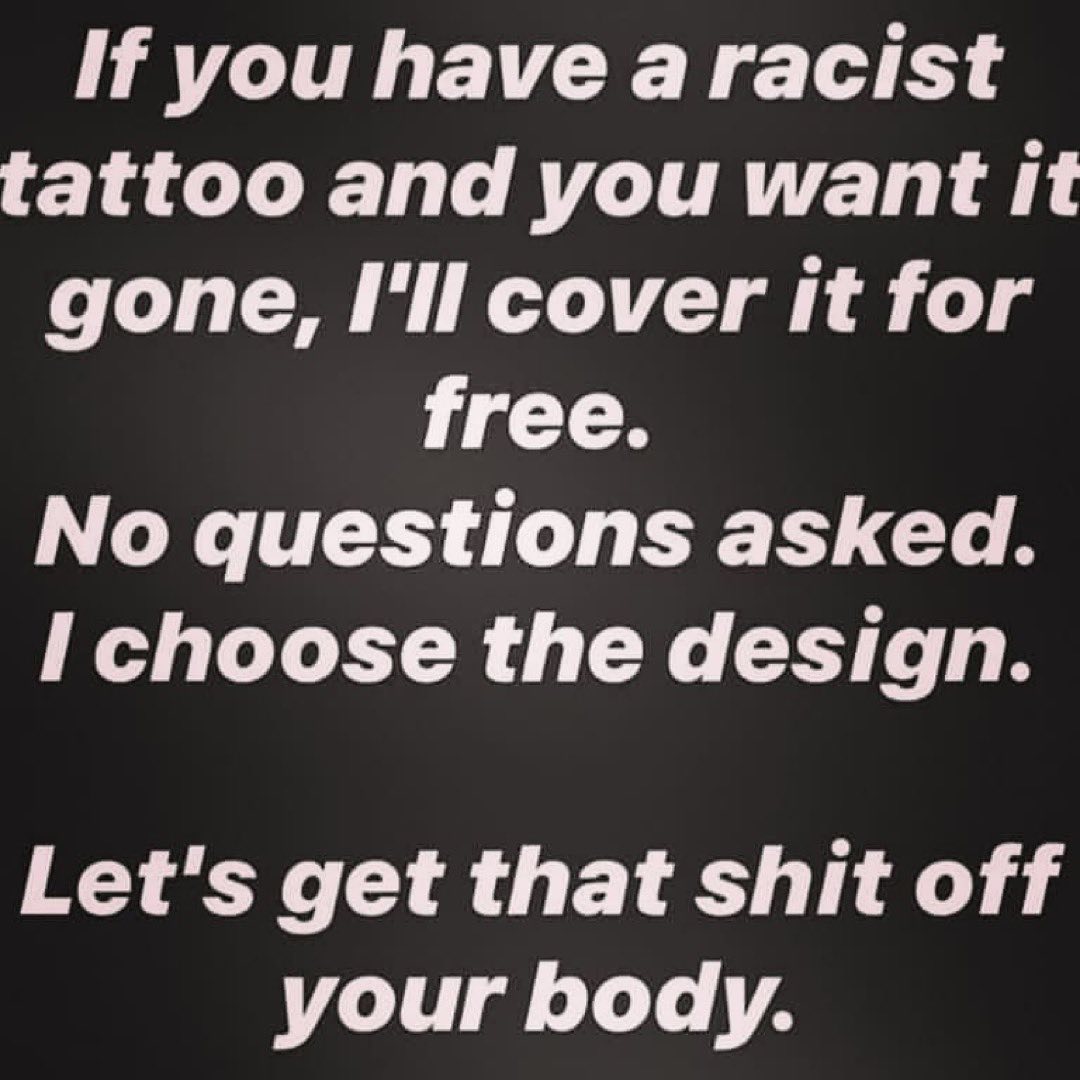 If you have a racist
tattoo and you want it
gone, I'll cover it for
free.
No questions asked.
I choose the design.
Let's get that shit off
your body.